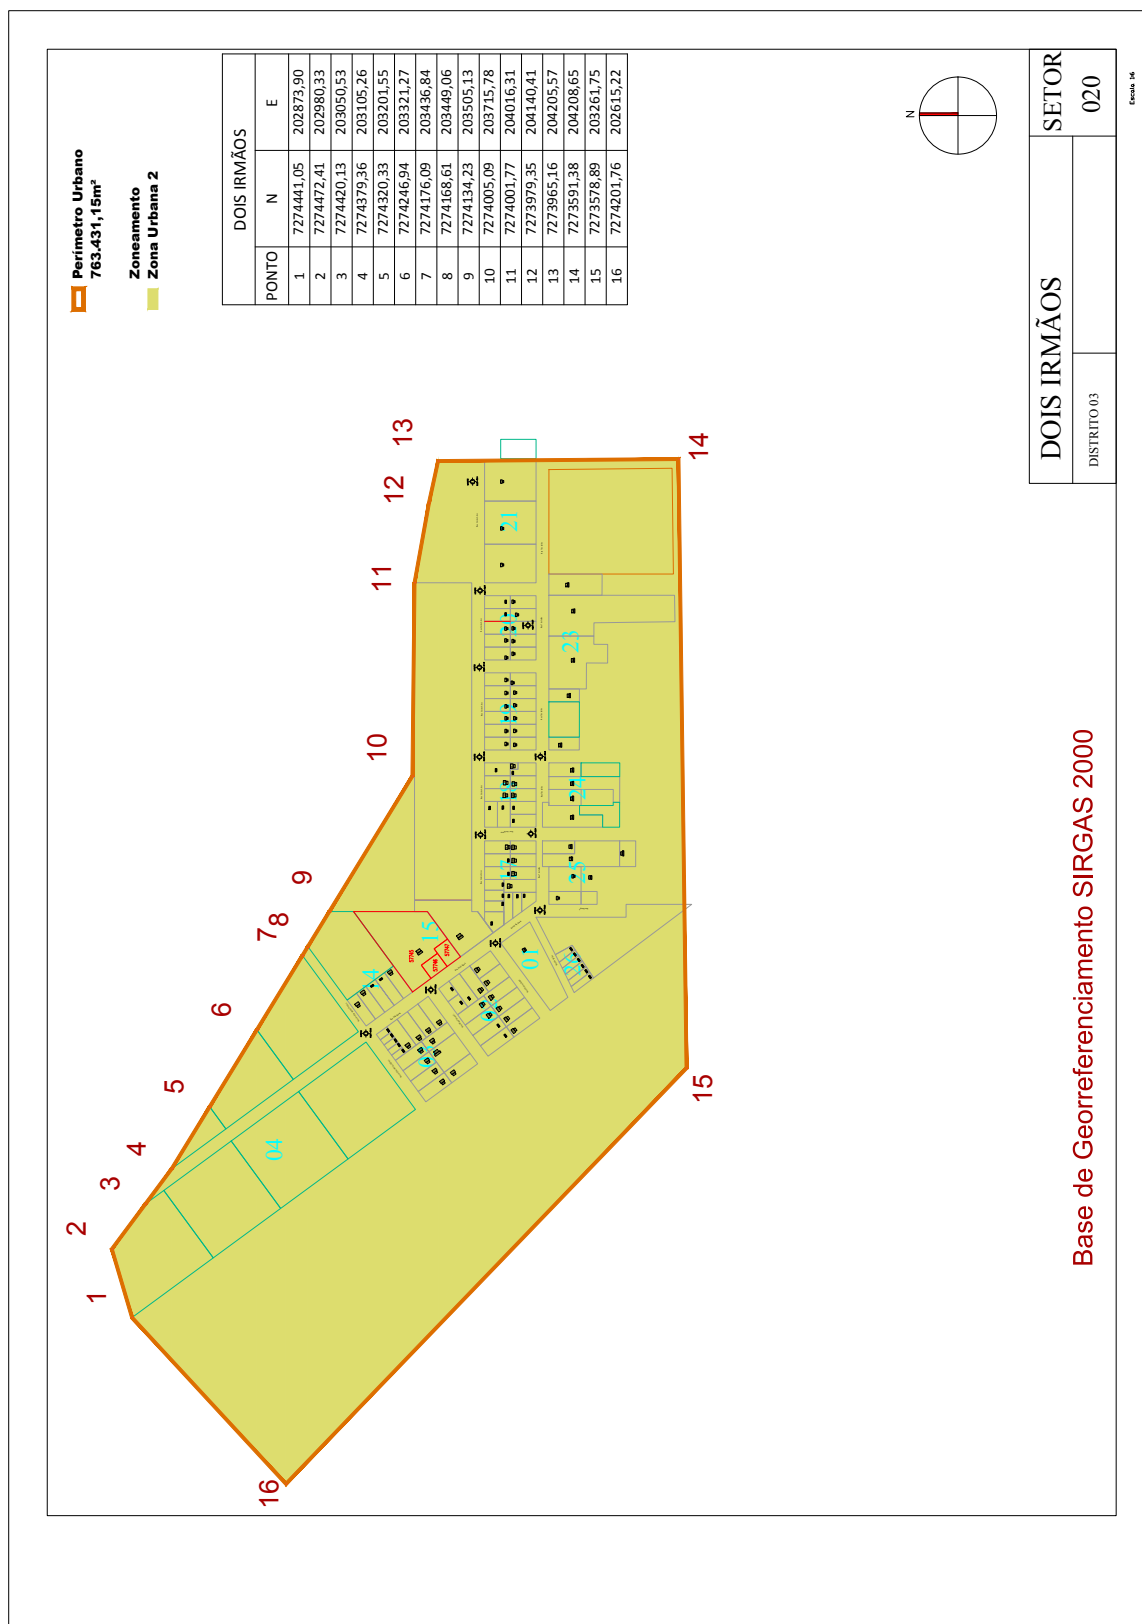 Perímetro Urbano
763.431,15m²
Zoneamento
Zona Urbana 2
DOIS IRMÃOS
PONTO N E
1 7274441,05 202873,90
2 7274472,41 202980,33
3 7274420,13 203050,53
4 7274379,36 203105,26
5 7274320,33 203201,55
6 7274246,94 203321,27
7 7274176,09 203436,84
8 7274168,61 203449,06
9 7274134,23 203505,13
10 7274005,09 203715,78
11 7274001,77 204016,31
12 7273979,35 204140,41
13 7273965,16 204205,57
14 7273591,38 204208,65
15 7273578,89 203261,75
16 7274201,76 202615,22
1
2
3
4
5
6
7
8
9
10
11
12
13
14
15
16
04
14
15
01
17
21
23
24
25
57745
57746
57747
N
Base de Georreferenciamento SIRGAS 2000
DOIS IRMÃOS
SETOR
DISTRITO 03
020
Escala 1:6